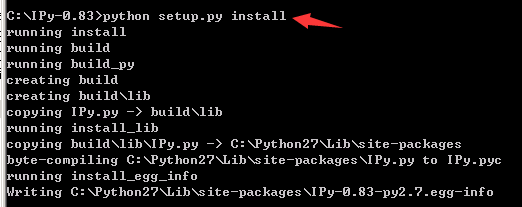 C:\IPy-0.83>python setup.py install
running install
running build
running build_py
creating build
creating build\lib
copying IPy.py -> build\lib
running install_lib
copying build\lib\IPy.py -> C:\Python27\Lib\site-packages
byte-compiling C:\Python27\Lib\site-packages\IPy.py to IPy.pyc
running install_egg_info
Writing C:\Python27\Lib\site-packages\IPy-0.83-py2.7.egg-info